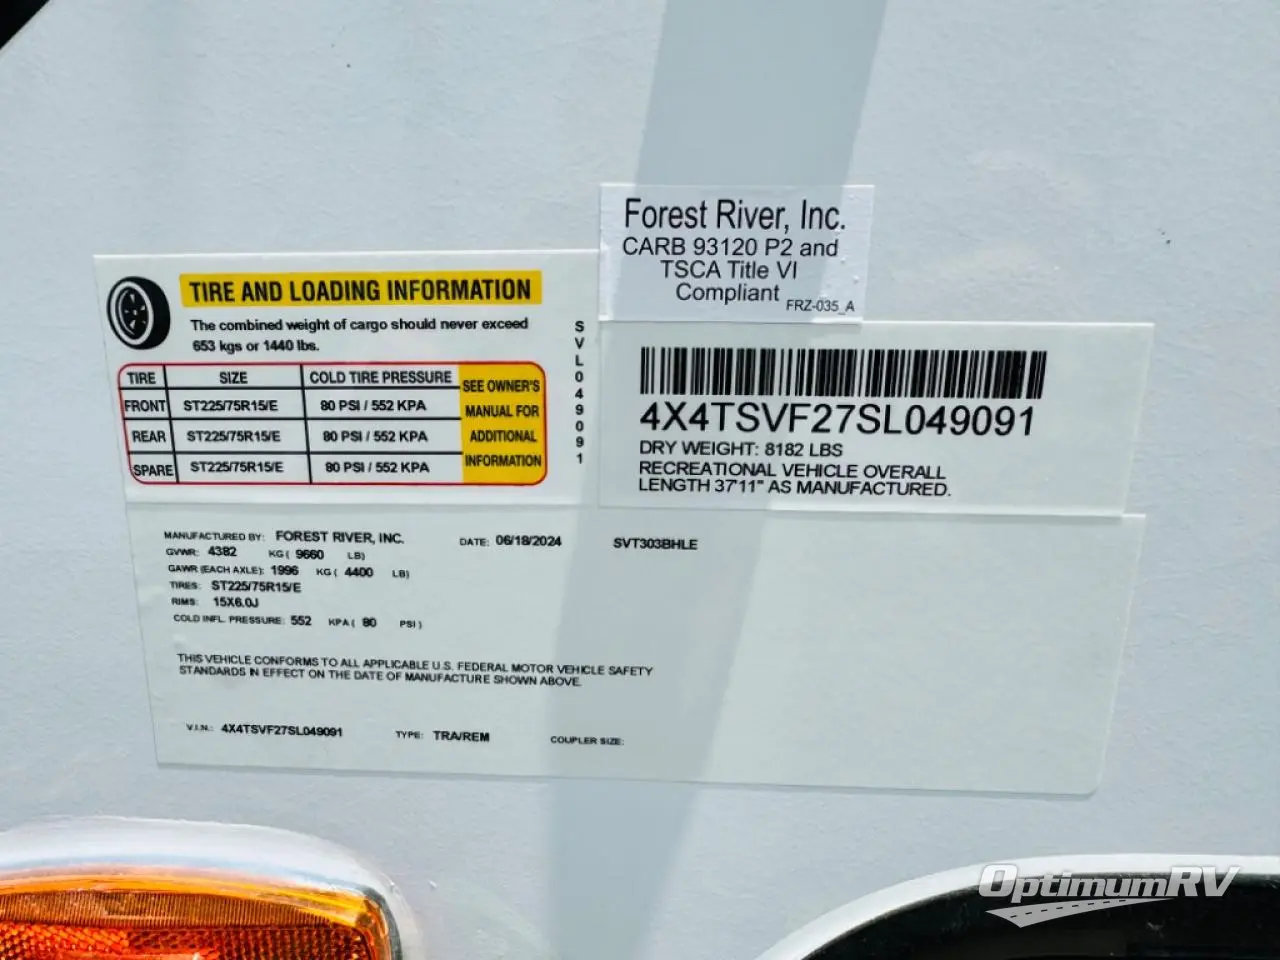 Forest River, Inc.
CARB 93120 P2 and
TSCA Title VI
Compliant FRZ-035_A
TIRE AND LOADING INFORMATION
The combined weight of cargo should never exceed
653 kgs or 1440 lbs.
TIRE SIZE COLD TIRE PRESSURE
FRONT ST225/75R15/E 80 PSI / 552 KPA
REAR ST225/75R15/E 80 PSI / 552 KPA
SPARE ST225/75R15/E 80 PSI / 552 KPA
SEE OWNER'S
MANUAL FOR
ADDITIONAL
INFORMATION
SVL049091
4X4TSVF27SL049091
DRY WEIGHT: 8182 LBS
RECREATIONAL VEHICLE OVERALL
LENGTH 37'11" AS MANUFACTURED.
MANUFACTURED BY: FOREST RIVER, INC. DATE: 06/18/2024 SVT303BHLE
GVWR: 4382 KG ( 9660 LB)
GAWR (EACH AXLE): 1996 KG ( 4400 LB)
TIRES: ST225/75R15/E
RIMS: 15X6.0J
COLD INFL. PRESSURE: 552 KPA ( 80 PSI )
THIS VEHICLE CONFORMS TO ALL APPLICABLE U.S. FEDERAL MOTOR VEHICLE SAFETY
STANDARDS IN EFFECT ON THE DATE OF MANUFACTURE SHOWN ABOVE.
V.I.N.: 4X4TSVF27SL049091 TYPE: TRA/REM COUPLER SIZE:
OptimumRV